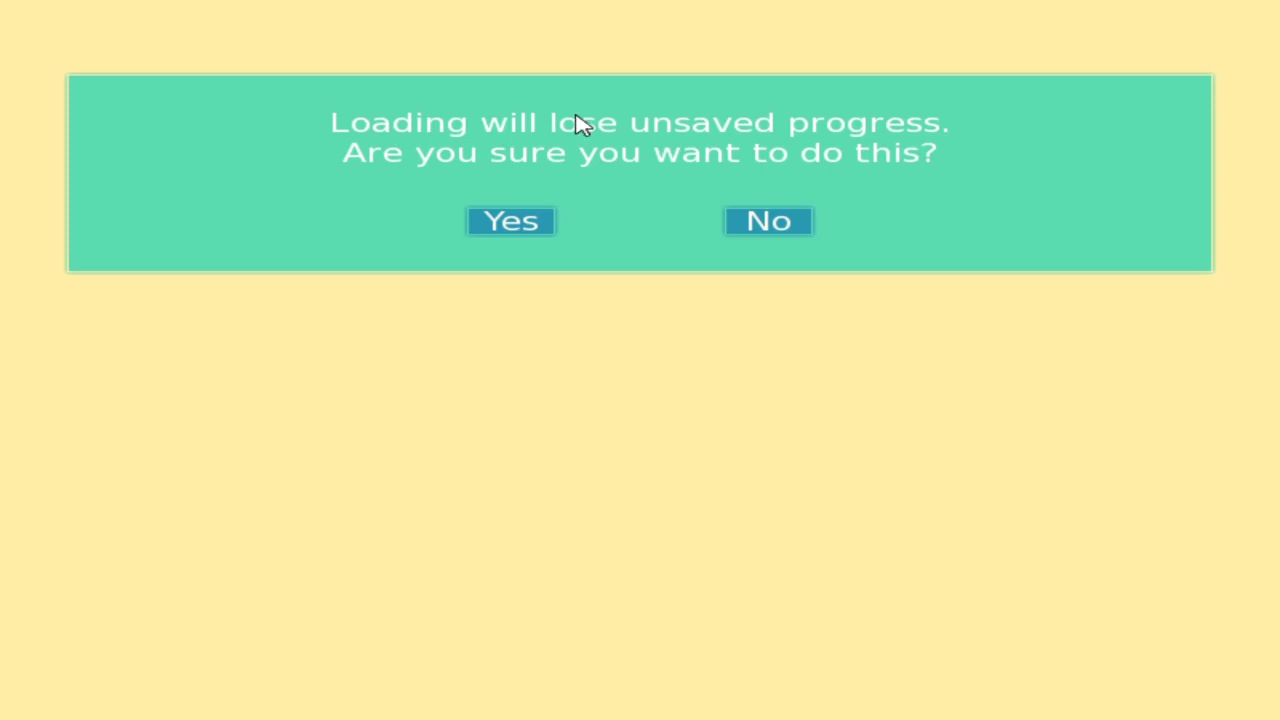 Loading will lose unsaved progress.
Are you sure you want to do this?
Yes
No